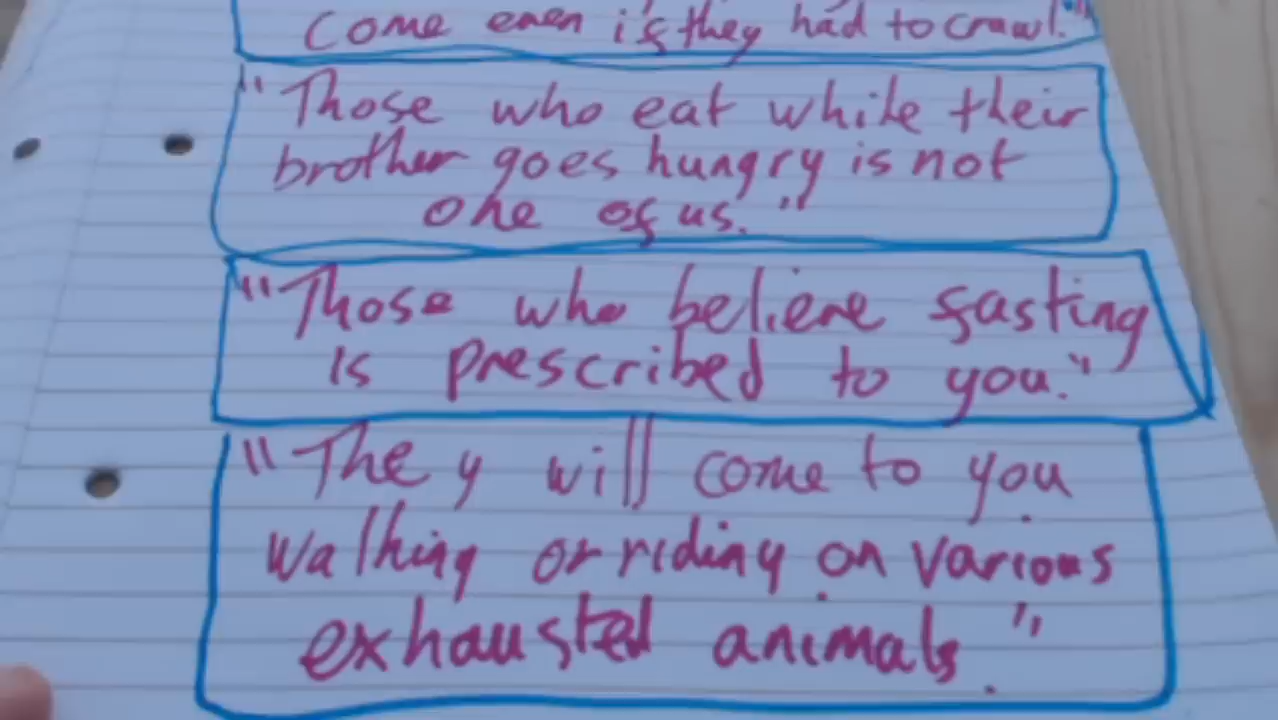 come even if they had to crawl."
"Those who eat while their
brother goes hungry is not
one of us."
"Those who believe fasting
is prescribed to you."
"They will come to you
walking or riding on various
exhausted animals."